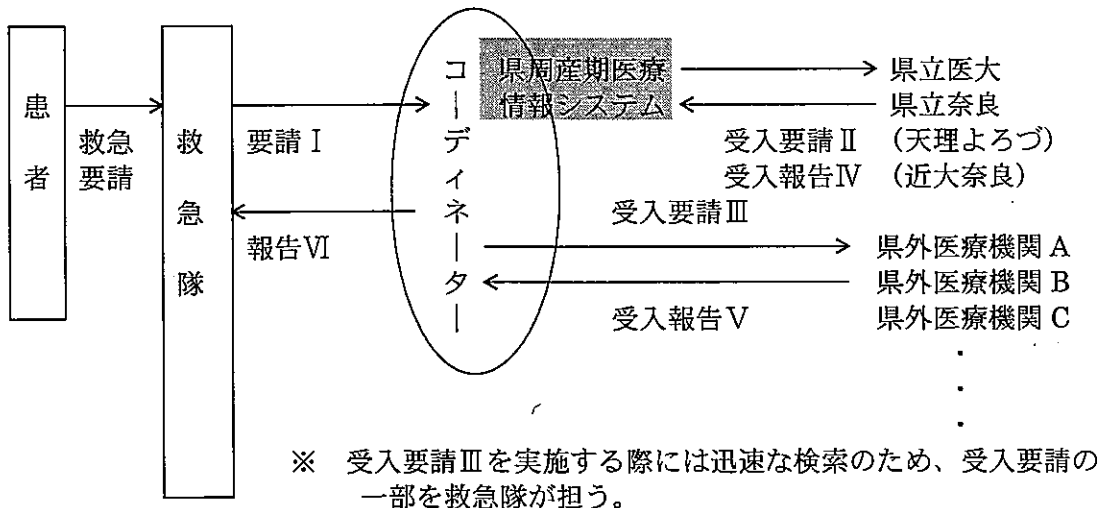 患者
救急
要請
救急隊
要請Ⅰ
報告Ⅵ
コーディネーター
県周産期医療
情報システム
県立医大
県立奈良
受入要請Ⅱ (天理よろづ)
受入報告Ⅳ (近大奈良)
受入要請Ⅲ
県外医療機関 A
県外医療機関 B
受入報告Ⅴ 県外医療機関 C
・
・
・
※ 受入要請Ⅲを実施する際には迅速な検索のため、受入要請の
一部を救急隊が担う。